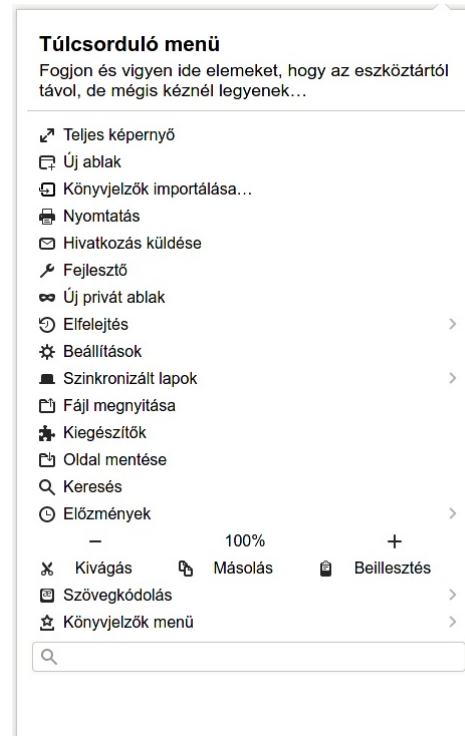 Túlcsorduló menü
Fogjon és vigyen ide elemeket, hogy az eszköztártól
távol, de mégis kéznél legyenek…
Teljes képernyő
Új ablak
Könyvjelzők importálása…
Nyomtatás
Hivatkozás küldése
Fejlesztő
Új privát ablak
Elfelejtés
Beállítások
Szinkronizált lapok
Fájl megnyitása
Kiegészítők
Oldal mentése
Keresés
Előzmények
− 100% +
Kivágás Másolás Beillesztés
Szövegkódolás
Könyvjelzők menü